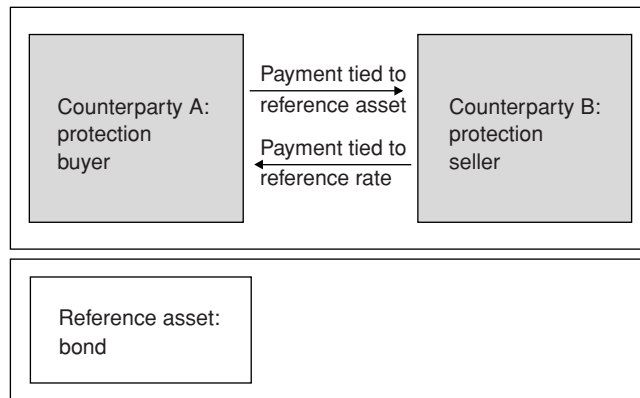 Counterparty A:
protection
buyer
Payment tied to
reference asset
Payment tied to
reference rate
Counterparty B:
protection
seller
Reference asset:
bond